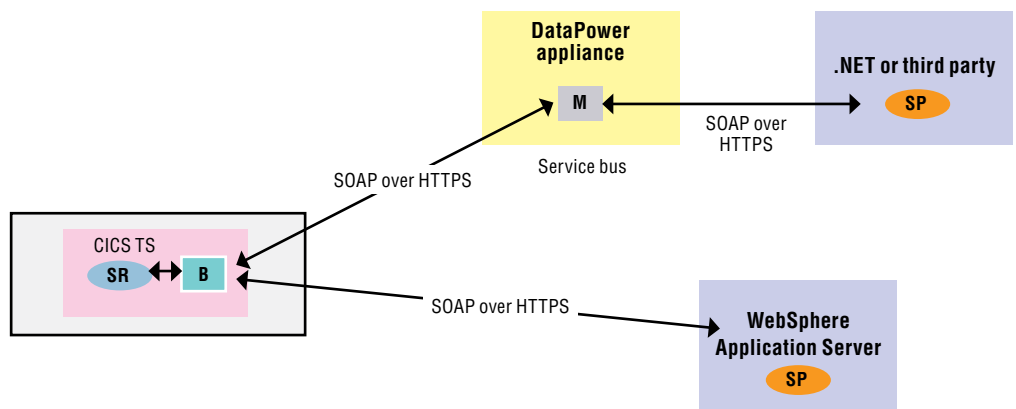 DataPower
appliance
M
Service bus
.NET or third party
SP
SOAP over
HTTPS
SOAP over HTTPS
CICS TS
SR
B
SOAP over HTTPS
WebSphere
Application Server
SP